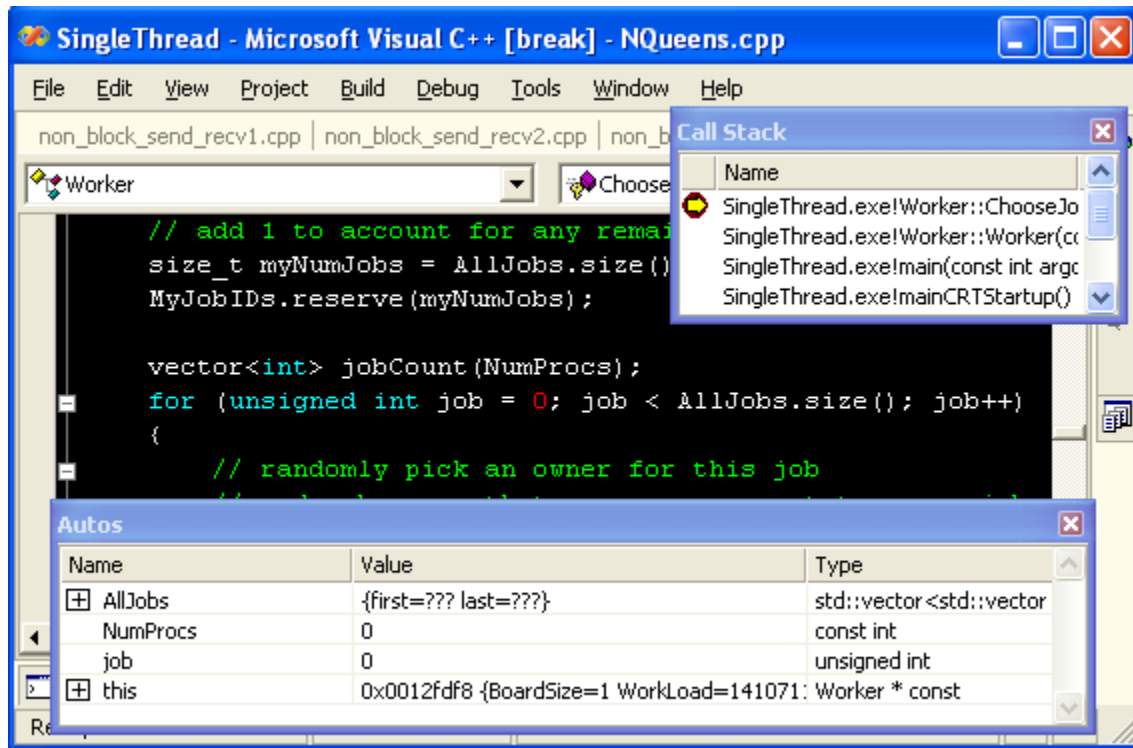 SingleThread - Microsoft Visual C++ [break] - NQueens.cpp
File Edit View Project Build Debug Tools Window Help
non_block_send_recv1.cpp | non_block_send_recv2.cpp | non_b
Worker
Choose
Call Stack
Name
SingleThread.exe!Worker::ChooseJo
SingleThread.exe!Worker::Worker(co
SingleThread.exe!main(const int argc
SingleThread.exe!mainCRTStartup()
// add 1 to account for any remai
size_t myNumJobs = AllJobs.size()
MyJobIDs.reserve(myNumJobs);
vector<int> jobCount(NumProcs);
for (unsigned int job = 0; job < AllJobs.size(); job++)
{
// randomly pick an owner for this job
Autos
Name Value Type
AllJobs {first=??? last=???} std::vector<std::vector
NumProcs 0 const int
job 0 unsigned int
this 0x0012fdf8 {BoardSize=1 WorkLoad=141071 Worker * const